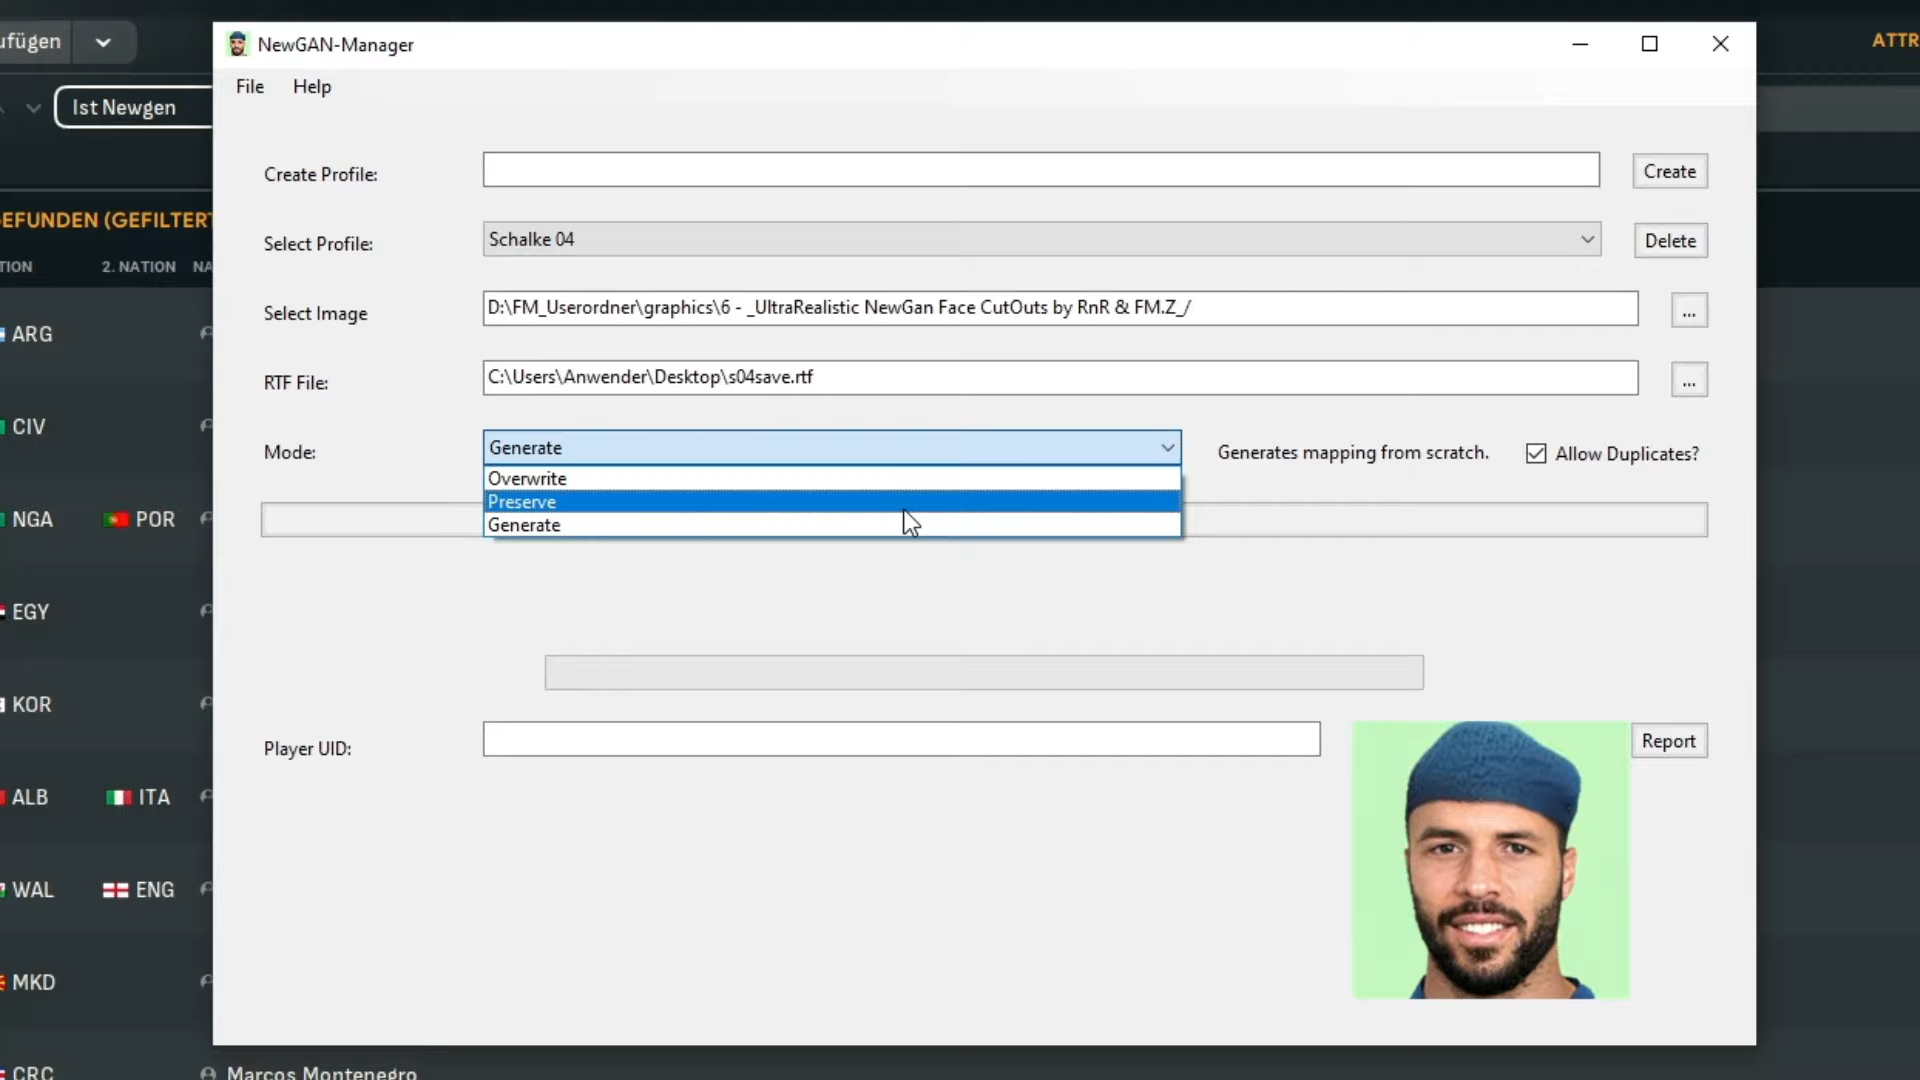 ufügen
ATTR
NewGAN-Manager
File Help
Ist Newgen
Create Profile:
Create
EFUNDEN (GEFILTERT
Select Profile:
Schalke 04
Delete
TION 2. NATION NA
Select Image
D:\FM_Userordner\graphics\6 - _UltraRealistic NewGan Face CutOuts by RnR & FM.Z_/
...
ARG
RTF File:
C:\Users\Anwender\Desktop\s04save.rtf
...
CIV
Mode:
Generate
Generates mapping from scratch.
Allow Duplicates?
Overwrite
Preserve
Generate
NGA POR
EGY
KOR
Player UID:
Report
ALB ITA
WAL ENG
MKD
CRC Marcos Montenegro